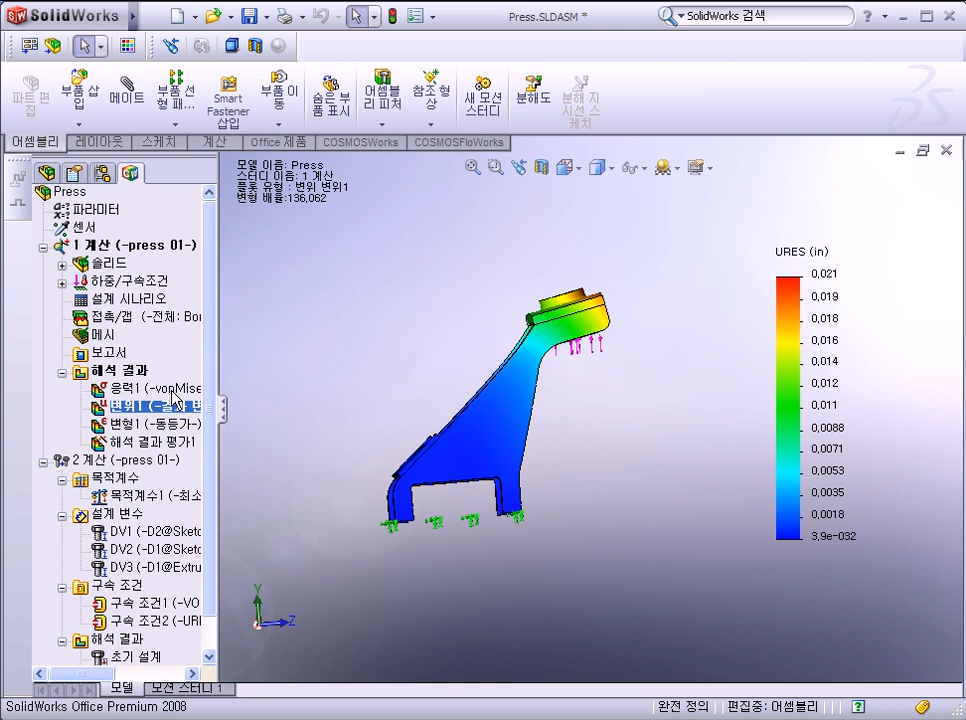 SolidWorks
Press.SLDASM *
SolidWorks 검색
파트 편집
부품 삽입
메이트
부품 선형 패...
Smart Fastener 삽입
부품 이동
숨은 부품 표시
어셈블리 피처
참조 형상
새 모션 스터디
분해도
분해 지시선 스케치
어셈블리
레이아웃
스케치
계산
Office 제품
COSMOSWorks
COSMOSFloWorks
모델 이름: Press
스터디 이름: 1 계산
플롯 유형 : 변위 변위1
변형 배율:136,062
Press
파라미터
센서
1 계산 (-press 01-)
솔리드
하중/구속조건
설계 시나리오
접촉/갭 (-전체: Bor
메시
보고서
해석 결과
응력1 (-vonMise
변위1
변형1 (-동등가-)
해석 결과 평가1
2 계산 (-press 01-)
목적계수
목적계수1 (-최소
설계 변수
DV1 (-D2@Sketc
DV2 (-D1@Sketc
DV3 (-D1@Extru
구속 조건
구속 조건1 (-VO
구속 조건2 (-URE
해석 결과
초기 설계
URES (in)
0,021
0,019
0,018
0,016
0,014
0,012
0,011
0,0088
0,0071
0,0053
0,0035
0,0018
3,9e-032
Y
Z
모델
모션 스터디 1
SolidWorks Office Premium 2008
완전 정의
편집중: 어셈블리